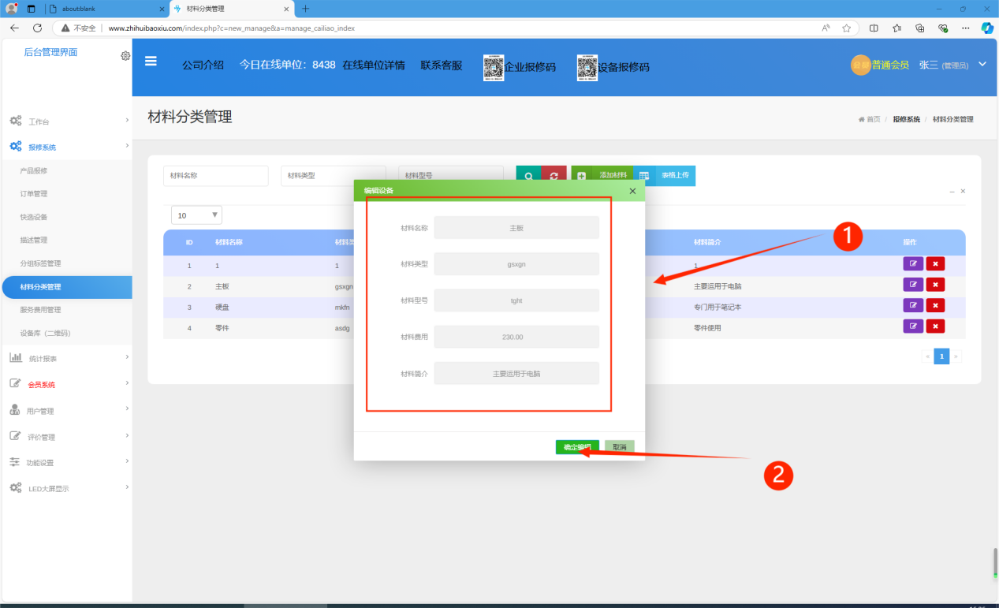 about:blank
材料分类管理
不安全
www.zhihuibaoxiu.com/index.php?c=new_manage&a=manage_cailiao_index
后台管理界面
公司介绍 今日在线单位：8438 在线单位详情 联系客服 企业报修码 设备报修码 普通会员 张三 (管理员)
材料分类管理
首页 / 报修系统 / 材料分类管理
工作台
报修系统
产品报修
订单管理
快选设备
描述管理
分组标签管理
材料分类管理
服务费用管理
设备库（二维码）
统计报表
会员系统
用户管理
评价管理
功能设置
LED大屏显示
材料名称 材料类型 材料型号 添加材料 表格上传
10
ID 材料名称 材料类 材料简介 操作
1 1 1 1
2 主板 gsxgn 主要运用于电脑
3 硬盘 mkfn 专门用于笔记本
4 零件 asdg 零件使用
1
编辑设备
材料名称 主板
材料类型 gsxgn
材料型号 tght
材料费用 230.00
材料简介 主要运用于电脑
确定编辑 取消
1
2